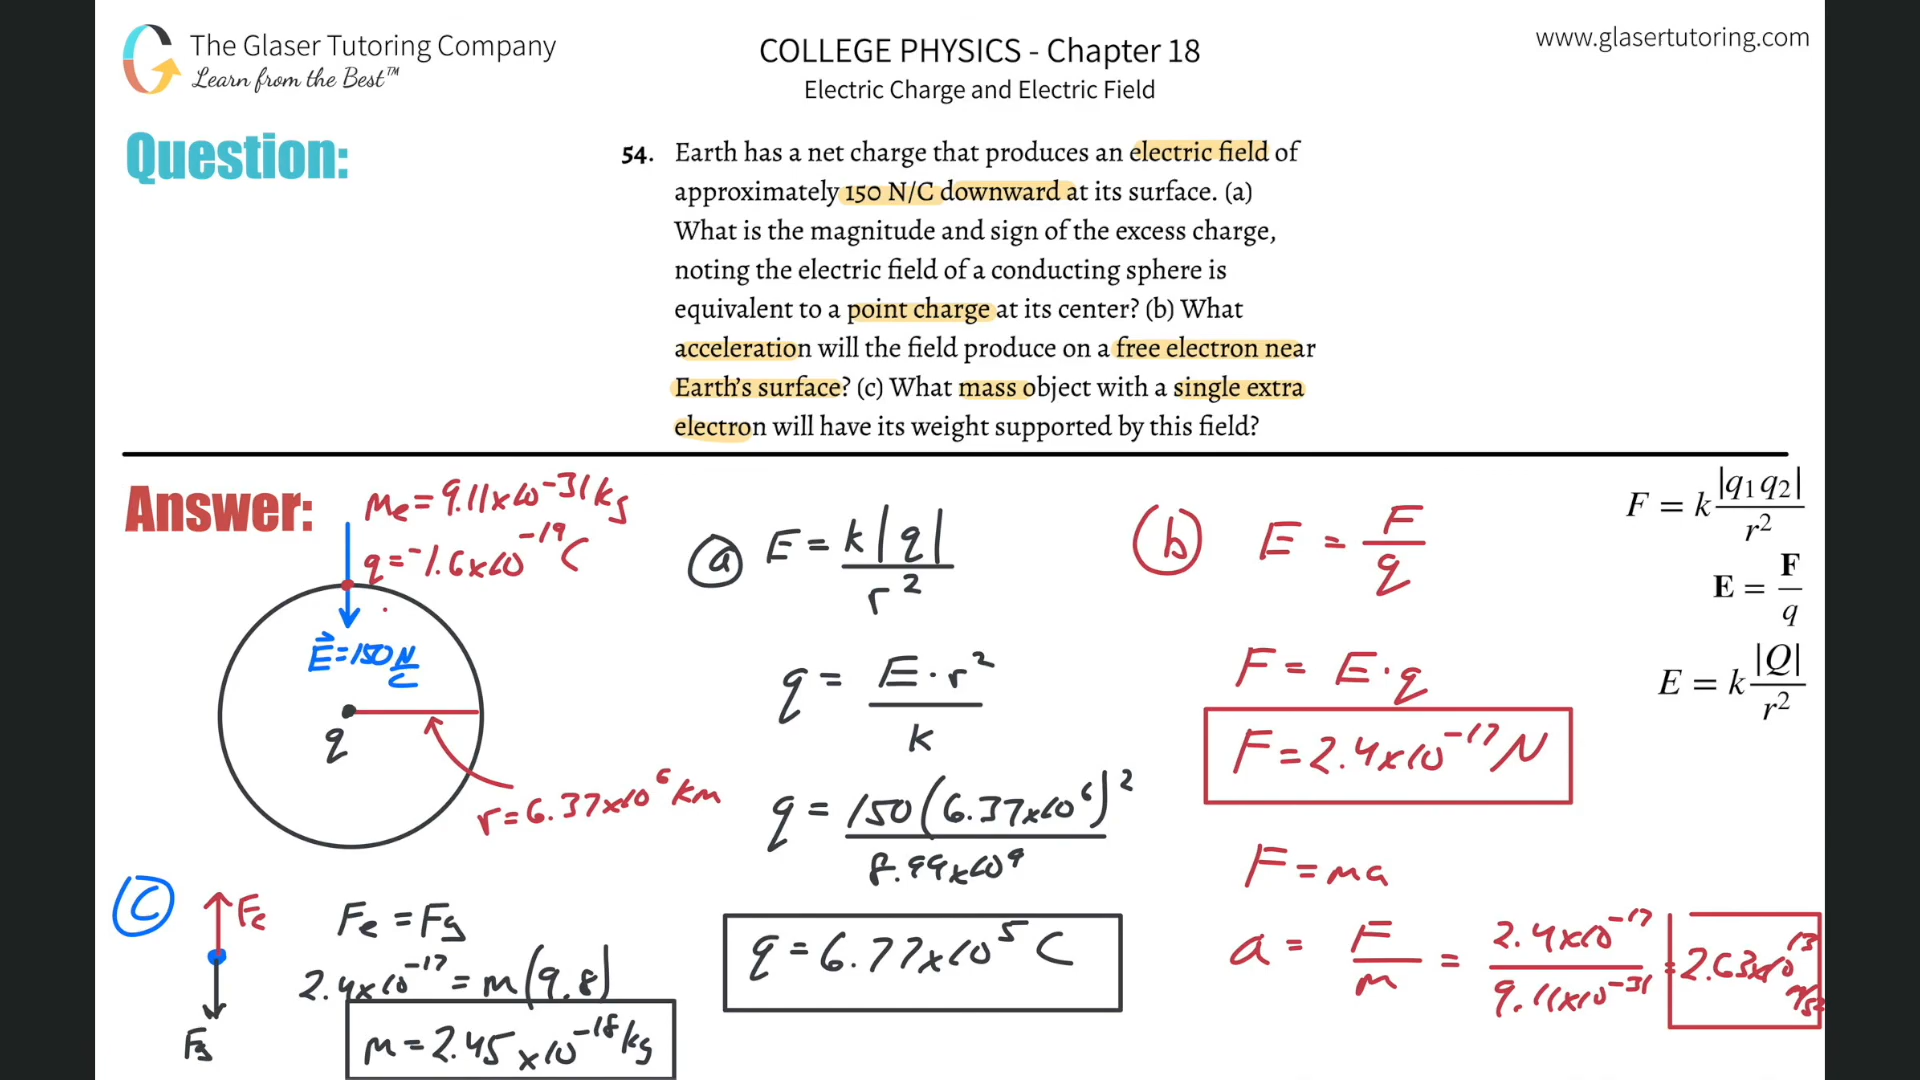 The Glaser Tutoring Company
Learn from the Best™
COLLEGE PHYSICS - Chapter 18
Electric Charge and Electric Field
www.glasertutoring.com
Question:
54. Earth has a net charge that produces an electric field of
approximately 150 N/C downward at its surface. (a)
What is the magnitude and sign of the excess charge,
noting the electric field of a conducting sphere is
equivalent to a point charge at its center? (b) What
acceleration will the field produce on a free electron near
Earth's surface? (c) What mass object with a single extra
electron will have its weight supported by this field?
Answer:
me = 9.11x10^-31 kg
q = -1.6x10^-19 C
E = 150 N/C
q
r = 6.37x10^6 km
(a) E = k|q| / r^2
q = E·r^2 / k
q = 150(6.37x10^6)^2 / 8.99x10^9
q = 6.77x10^5 C
(b) E = F/q
F = E·q
F = 2.4x10^-17 N
F = ma
a = F/m = 2.4x10^-17 / 9.11x10^-31 = 2.63x10^13 m/s2
F = k |q1q2| / r^2
E = F/q
E = k |Q| / r^2
(c) Fe
Fg
Fe = Fg
2.4x10^-17 = m(9.8)
m = 2.45x10^-18 kg